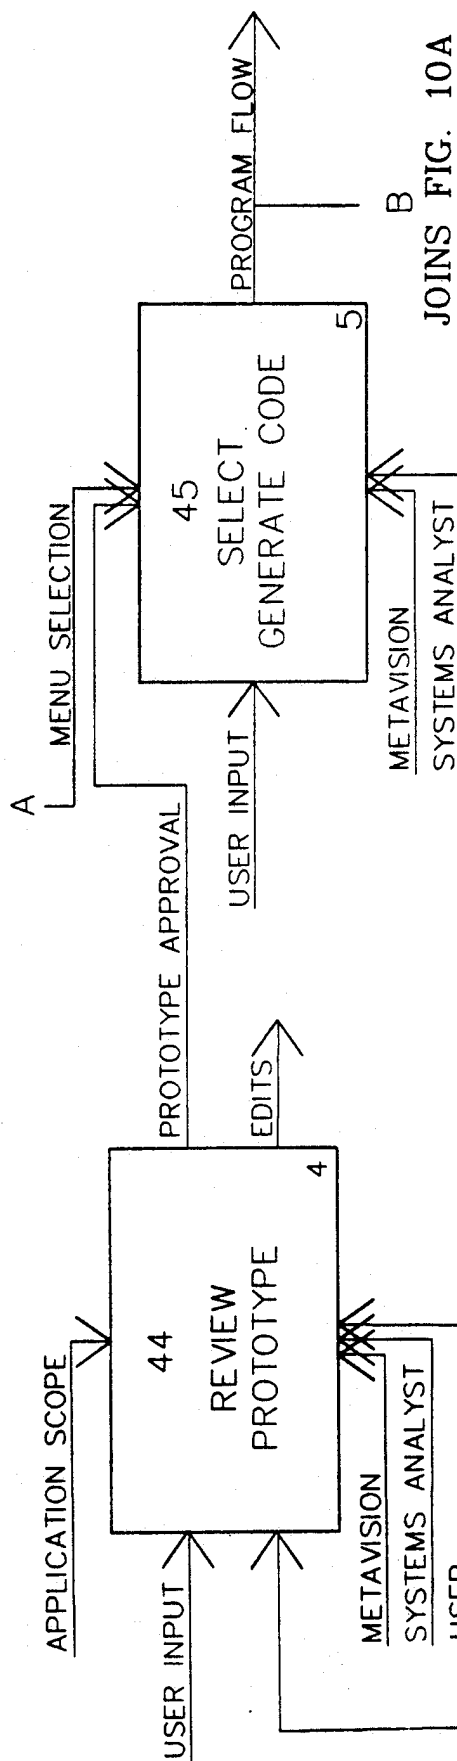 APPLICATION SCOPE
USER INPUT
44
REVIEW
PROTOTYPE
4
METAVISION
SYSTEMS ANALYST
USER
PROTOTYPE APPROVAL
EDITS
A
MENU SELECTION
USER INPUT
45
SELECT
GENERATE CODE
5
METAVISION
SYSTEMS ANALYST
PROGRAM FLOW
B
JOINS FIG. 10A